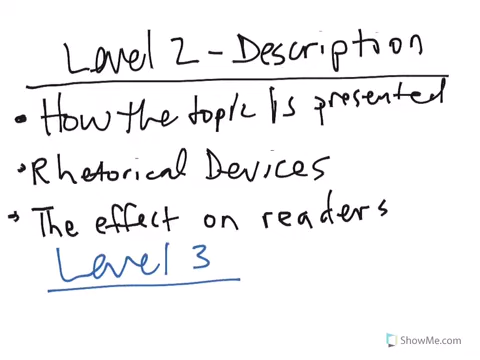 Level 2 - Description
• How the topic is presented
• Rhetorical Devices
→ The effect on readers
Level 3
ShowMe.com